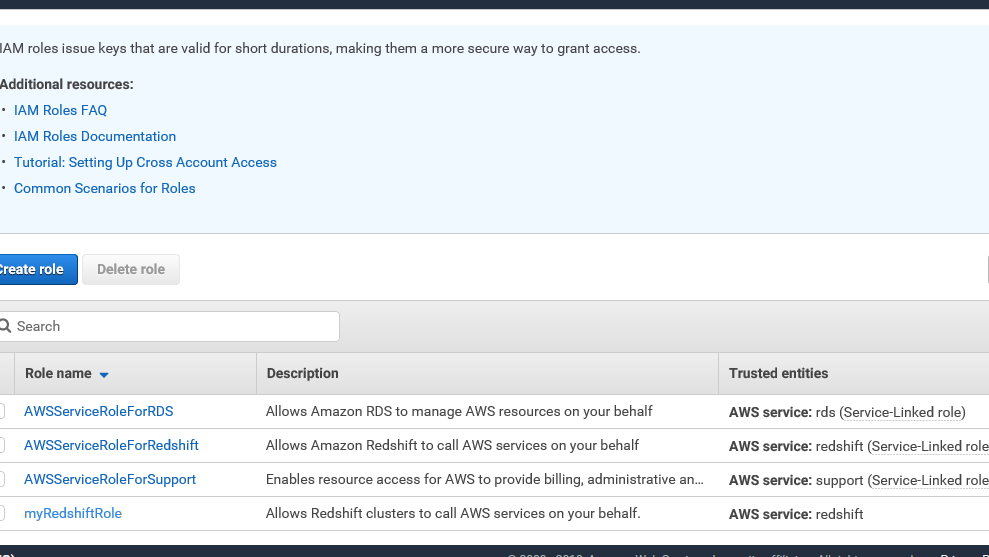 IAM roles issue keys that are valid for short durations, making them a more secure way to grant access.
Additional resources:
• IAM Roles FAQ
• IAM Roles Documentation
• Tutorial: Setting Up Cross Account Access
• Common Scenarios for Roles
Create role Delete role
Search
Role name Description Trusted entities
AWSServiceRoleForRDS Allows Amazon RDS to manage AWS resources on your behalf AWS service: rds (Service-Linked role)
AWSServiceRoleForRedshift Allows Amazon Redshift to call AWS services on your behalf AWS service: redshift (Service-Linked role
AWSServiceRoleForSupport Enables resource access for AWS to provide billing, administrative an... AWS service: support (Service-Linked role
myRedshiftRole Allows Redshift clusters to call AWS services on your behalf. AWS service: redshift